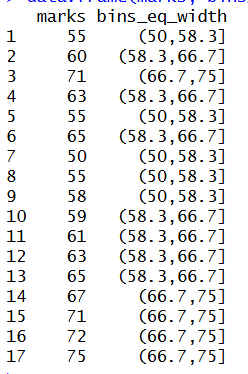 > data.frame(marks, bins
marks bins_eq_width
1 55 (50,58.3]
2 60 (58.3,66.7]
3 71 (66.7,75]
4 63 (58.3,66.7]
5 55 (50,58.3]
6 65 (58.3,66.7]
7 50 (50,58.3]
8 55 (50,58.3]
9 58 (50,58.3]
10 59 (58.3,66.7]
11 61 (58.3,66.7]
12 63 (58.3,66.7]
13 65 (58.3,66.7]
14 67 (66.7,75]
15 71 (66.7,75]
16 72 (66.7,75]
17 75 (66.7,75]